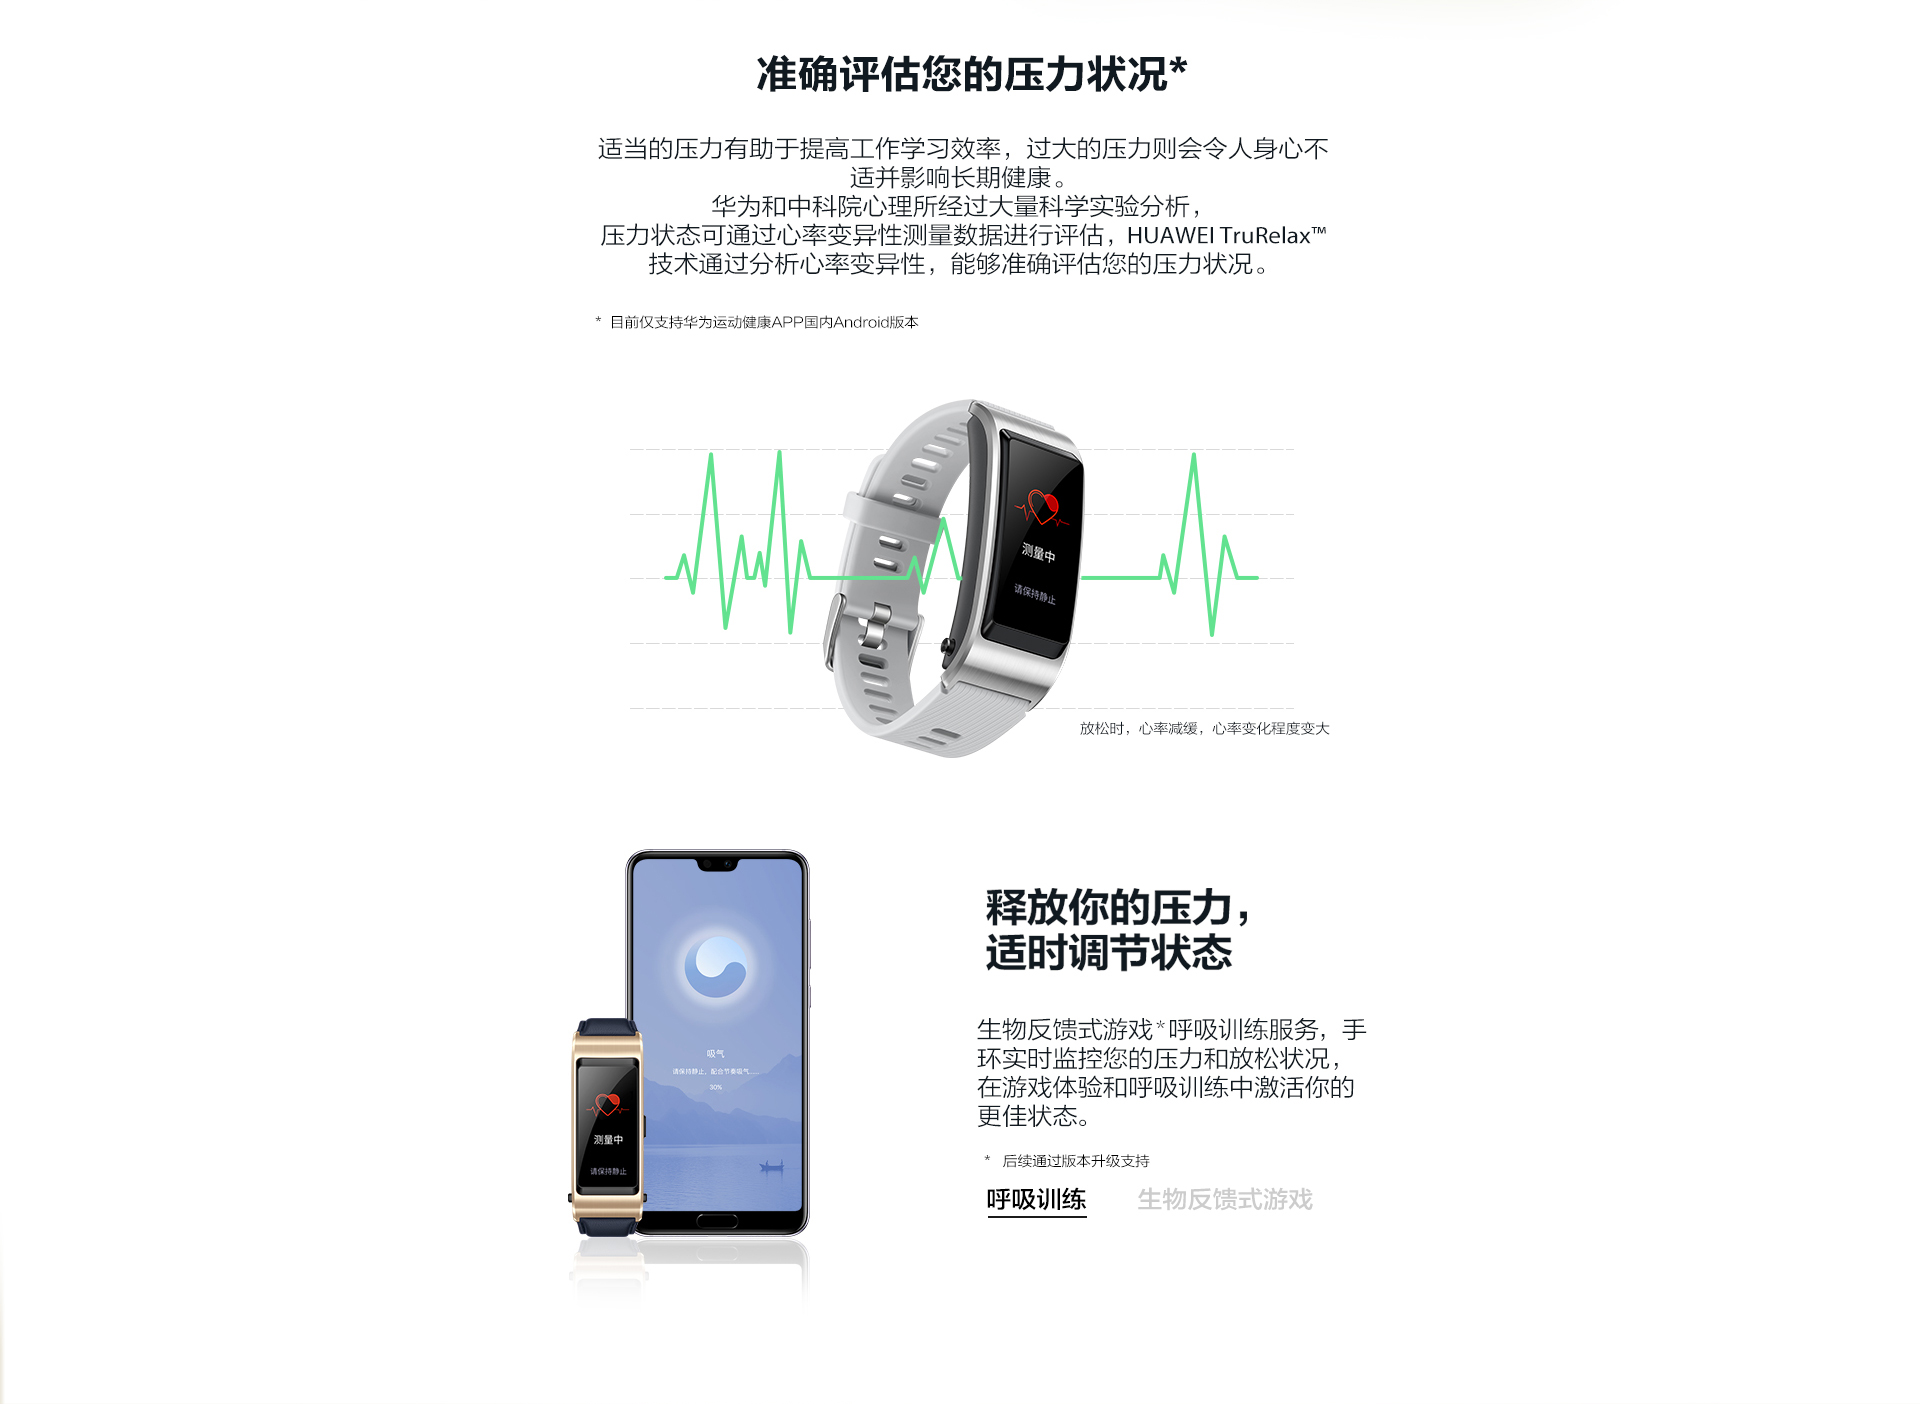 准确评估您的压力状况*
适当的压力有助于提高工作学习效率，过大的压力则会令人身心不
适并影响长期健康。
华为和中科院心理所经过大量科学实验分析，
压力状态可通过心率变异性测量数据进行评估，HUAWEI TruRelax™
技术通过分析心率变异性，能够准确评估您的压力状况。
* 目前仅支持华为运动健康APP国内Android版本
测量中
请保持静止
放松时，心率减缓，心率变化程度变大
吸气
请保持静止，配合节奏吸气......
30%
测量中
请保持静止
释放你的压力，
适时调节状态
生物反馈式游戏*呼吸训练服务，手
环实时监控您的压力和放松状况，
在游戏体验和呼吸训练中激活你的
更佳状态。
* 后续通过版本升级支持
呼吸训练 生物反馈式游戏